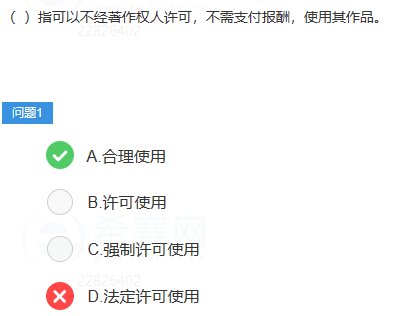 （ ）指可以不经著作权人许可，不需支付报酬，使用其作品。
22826402
问题1
A.合理使用
B.许可使用
希赛网
C.强制许可使用
22826402
D.法定许可使用